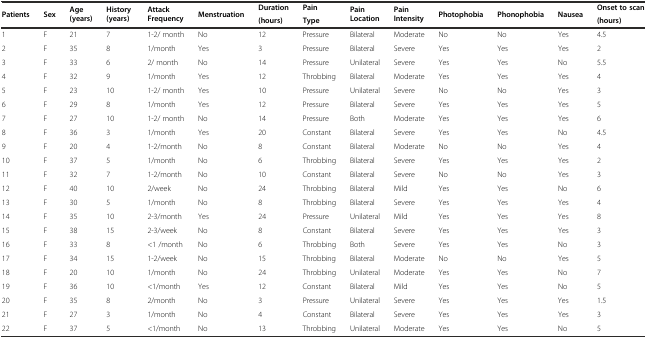 Patients Sex Age (years) History (years) Attack Frequency Menstruation Duration (hours) Pain Type Pain Location Pain Intensity Photophobia Phonophobia Nausea Onset to scan (hours)
1 F 21 7 1-2/ month No 12 Pressure Bilateral Moderate No No Yes 4.5
2 F 35 8 1/month Yes 3 Pressure Bilateral Severe Yes Yes Yes 2
3 F 33 6 2/ month No 14 Pressure Unilateral Severe Yes Yes No 5.5
4 F 32 9 1/month Yes 12 Throbbing Bilateral Moderate Yes Yes Yes 4
5 F 23 10 1-2/ month Yes 10 Pressure Unilateral Severe No No Yes 3
6 F 29 8 1/month Yes 12 Pressure Bilateral Severe Yes Yes Yes 5
7 F 27 10 1-2/ month No 14 Pressure Both Moderate Yes Yes Yes 6
8 F 36 3 1/month Yes 20 Constant Bilateral Severe Yes Yes No 4.5
9 F 20 4 1-2/month No 8 Constant Bilateral Moderate No No Yes 4
10 F 37 5 1/month No 6 Throbbing Bilateral Severe Yes Yes Yes 2
11 F 32 7 1-2/month No 10 Constant Bilateral Severe No No Yes 3
12 F 40 10 2/week No 24 Throbbing Bilateral Mild Yes Yes No 6
13 F 30 5 1/month No 8 Throbbing Bilateral Severe Yes Yes Yes 4
14 F 35 10 2-3/month Yes 24 Pressure Unilateral Mild Yes Yes Yes 8
15 F 38 15 2-3/week No 8 Constant Bilateral Severe Yes Yes Yes 3
16 F 33 8 <1 /month No 6 Throbbing Both Severe Yes Yes No 3
17 F 34 15 1-2/week No 15 Throbbing Bilateral Moderate No No Yes 5
18 F 20 10 1/month No 24 Throbbing Unilateral Moderate Yes Yes No 7
19 F 36 10 <1/month Yes 12 Constant Bilateral Mild Yes Yes No 5
20 F 35 8 2/month No 3 Pressure Unilateral Severe Yes Yes Yes 1.5
21 F 27 3 1/month No 4 Constant Bilateral Severe Yes Yes Yes 3
22 F 37 5 <1/month No 13 Throbbing Unilateral Moderate Yes Yes No 5